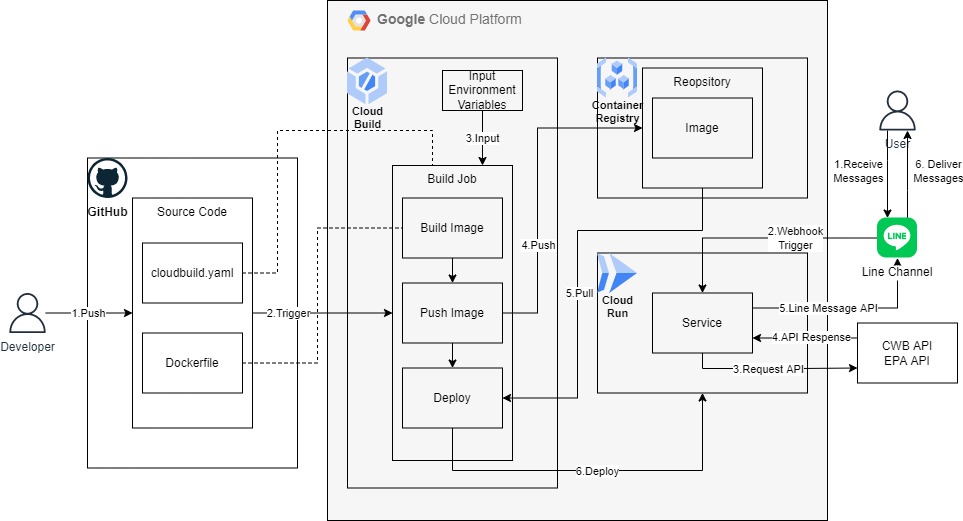 Google Cloud Platform
Cloud
Build
Input
Environment
Variables
3.Input
Container
Registry
Reopsitory
Image
User
1.Receive
Messages
6. Deliver
Messages
GitHub
Source Code
cloudbuild.yaml
Dockerfile
Developer
1.Push
2.Trigger
Build Job
Build Image
Push Image
Deploy
4.Push
5.Pull
6.Deploy
Cloud
Run
Service
2.Webhook
Trigger
LINE
Line Channel
5.Line Message API
4.API Response
3.Request API
CWB API
EPA API